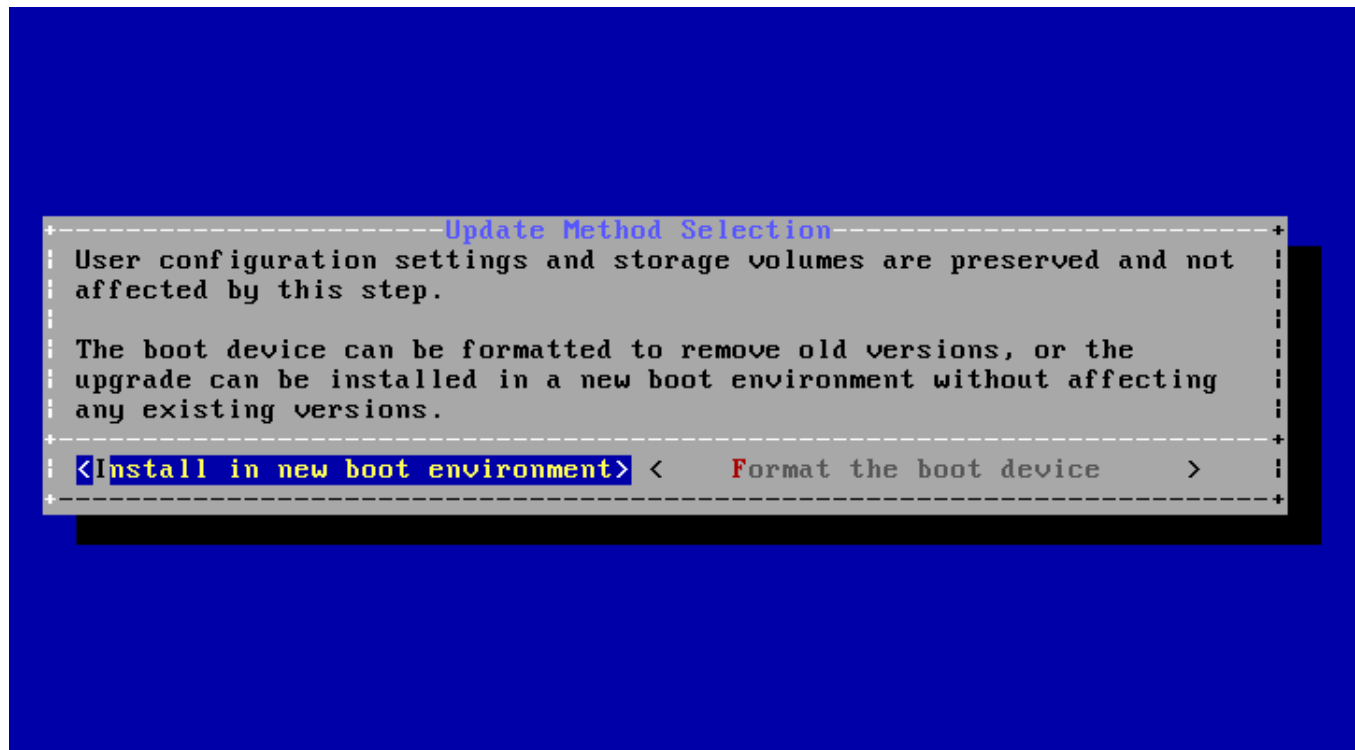 Update Method Selection
User configuration settings and storage volumes are preserved and not
affected by this step.
The boot device can be formatted to remove old versions, or the
upgrade can be installed in a new boot environment without affecting
any existing versions.
<Install in new boot environment> < Format the boot device >